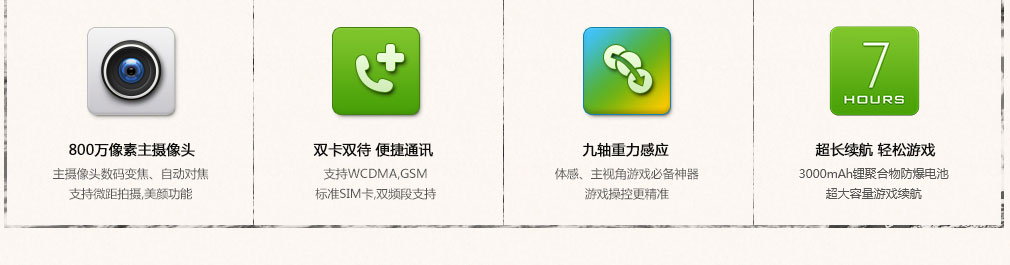 800万像素主摄像头
主摄像头数码变焦、自动对焦
支持微距拍摄,美颜功能
双卡双待 便捷通讯
支持WCDMA,GSM
标准SIM卡,双频段支持
九轴重力感应
体感、主视角游戏必备神器
游戏操控更精准
7
HOURS
超长续航 轻松游戏
3000mAh锂聚合物防爆电池
超大容量游戏续航